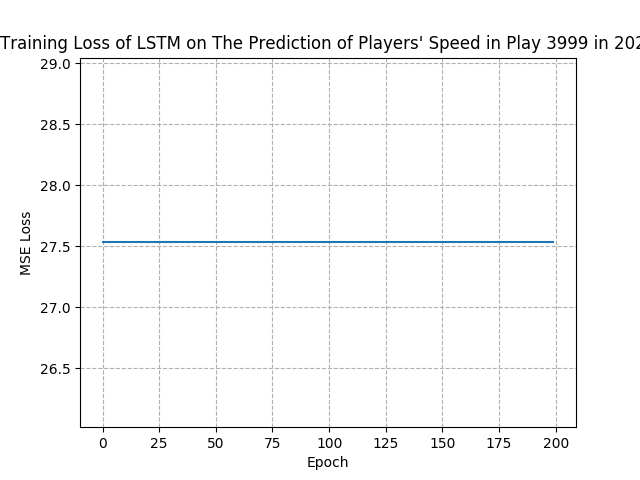 Training Loss of LSTM on The Prediction of Players' Speed in Play 3999 in 202
29.0
28.5
28.0
27.5
27.0
26.5
MSE Loss
0 25 50 75 100 125 150 175 200
Epoch